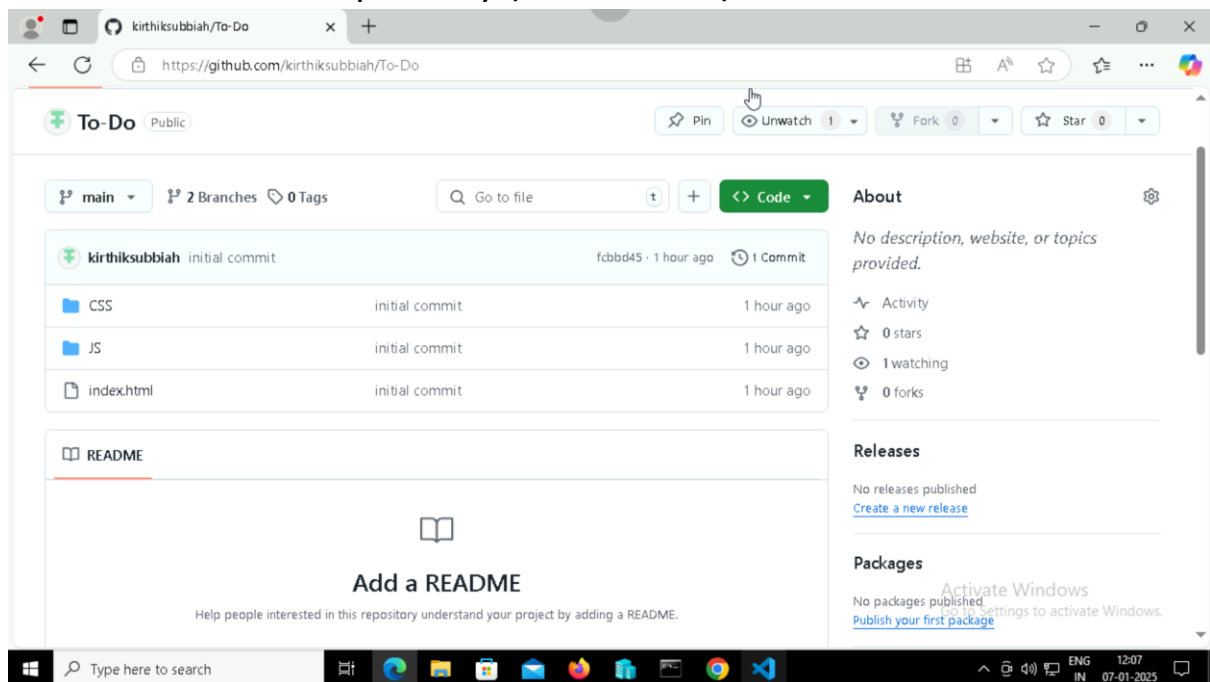 kirthiksubbiah/To-Do
https://github.com/kirthiksubbiah/To-Do
To-Do Public
Pin Unwatch 1 Fork 0 Star 0
main 2 Branches 0 Tags Go to file t Code
kirthiksubbiah initial commit fcbbd45 · 1 hour ago 1 Commit
CSS initial commit 1 hour ago
JS initial commit 1 hour ago
index.html initial commit 1 hour ago
README
Add a README
Help people interested in this repository understand your project by adding a README.
About
No description, website, or topics
provided.
Activity
0 stars
1 watching
0 forks
Releases
No releases published
Create a new release
Packages
No packages published
Publish your first package
Activate Windows
Go to Settings to activate Windows.
Type here to search
ENG
IN
12:07
07-01-2025